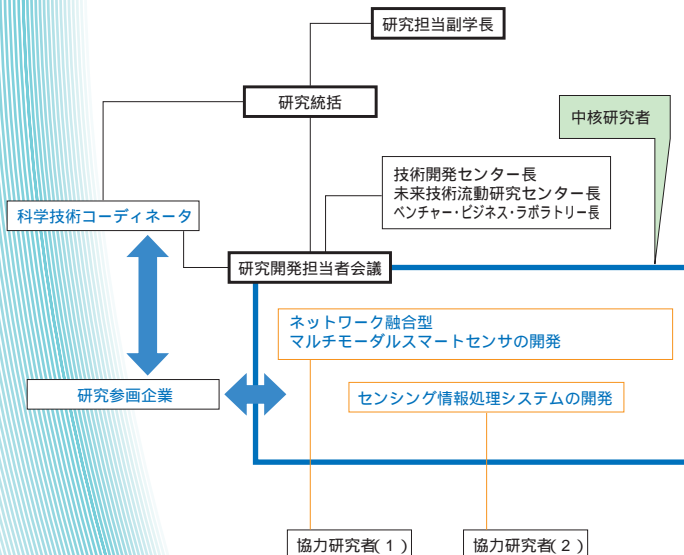 研究担当副学長
研究統括
中核研究者
技術開発センター長
未来技術流動研究センター長
ベンチャー・ビジネス・ラボラトリー長
科学技術コーディネータ
研究開発担当者会議
ネットワーク融合型
マルチモーダルスマートセンサの開発
研究参画企業
センシング情報処理システムの開発
協力研究者(1)
協力研究者(2)